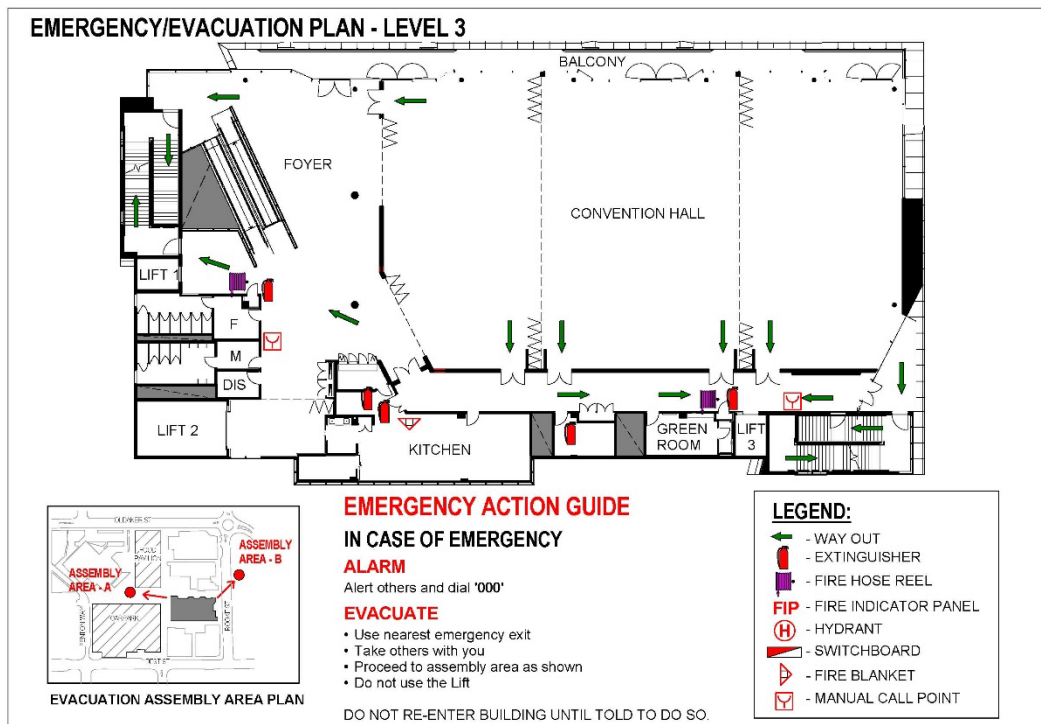 EMERGENCY/EVACUATION PLAN - LEVEL 3
BALCONY
FOYER
CONVENTION HALL
LIFT 1
F
M
DIS
LIFT 2
KITCHEN
GREEN
ROOM
LIFT
3
ASSEMBLY
AREA - B
ASSEMBLY
AREA - A
CARPARK
EVACUATION ASSEMBLY AREA PLAN
EMERGENCY ACTION GUIDE
IN CASE OF EMERGENCY
ALARM
Alert others and dial '000'
EVACUATE
• Use nearest emergency exit
• Take others with you
• Proceed to assembly area as shown
• Do not use the Lift
DO NOT RE-ENTER BUILDING UNTIL TOLD TO DO SO.
LEGEND:
- WAY OUT
- EXTINGUISHER
- FIRE HOSE REEL
FIP - FIRE INDICATOR PANEL
H - HYDRANT
- SWITCHBOARD
- FIRE BLANKET
- MANUAL CALL POINT